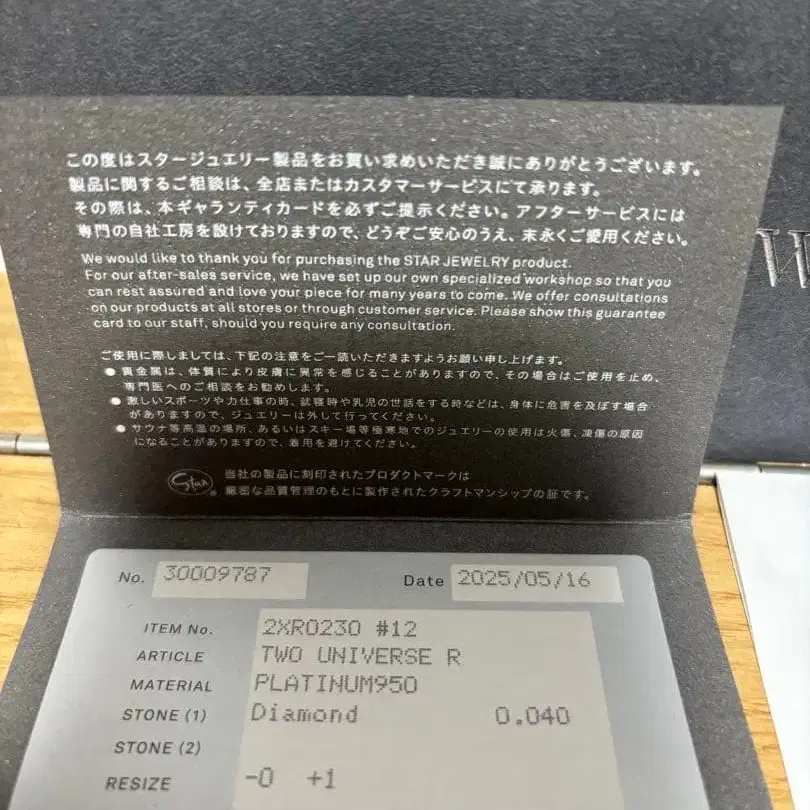 この度はスタージュエリー製品をお買い求めいただき誠にありがとうございます。
製品に関するご相談は、全店またはカスタマーサービスにて承ります。
その際は、本ギャランティカードを必ずご提示ください。アフターサービスには
専門の自社工房を設けておりますので、どうぞご安心のうえ、末永くご愛用ください。
We would like to thank you for purchasing the STAR JEWELRY product.
For our after-sales service, we have set up our own specialized workshop so that you
can rest assured and love your piece for many years to come. We offer consultations
on our products at all stores or through customer service. Please show this guarantee
card to our staff, should you require any consultation.
ご使用に際しましては、下記の注意をご一読いただきますようお願い申し上げます。
● 貴金属は、体質により皮膚に異常を感じることがありますので、その場合はご使用を止め、
専門医へのご相談をお勧めします。
● 激しいスポーツや力仕事の時、就寝時や乳児の世話をする時などは、身体に危害を及ぼす場合
がありますので、ジュエリーは外して行ってください。
● サウナ等高温の場所、あるいはスキー場等極寒地でのジュエリーの使用は火傷、凍傷の原因
になることがありますので、着用を避けてください。
Star ® 当社の製品に刻印されたプロダクトマークは
厳密な品質管理のもとに製作されたクラフトマンシップの証です。
No. 30009787 Date 2025/05/16
ITEM No. 2XR0230 #12
ARTICLE TWO UNIVERSE R
MATERIAL PLATINUM950
STONE (1) Diamond 0.040
STONE (2)
RESIZE -0 +1